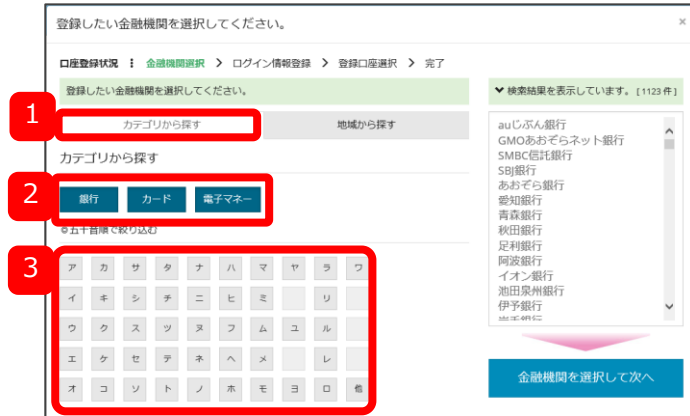 登録したい金融機関を選択してください。
×
口座登録状況 ： 金融機関選択 > ログイン情報登録 > 登録口座選択 > 完了
登録したい金融機関を選択してください。
検索結果を表示しています。 [1123 件]
1
カテゴリから探す
地域から探す
カテゴリから探す
2
銀行
カード
電子マネー
五十音順で絞り込む
3
ア カ サ タ ナ ハ マ ヤ ラ ワ
イ キ シ チ ニ ヒ ミ リ
ウ ク ス ツ ヌ フ ム ユ ル
エ ケ セ テ ネ ヘ メ レ
オ コ ソ ト ノ ホ モ ヨ ロ 他
auじぶん銀行
GMOあおぞらネット銀行
SMBC信託銀行
SBJ銀行
あおぞら銀行
愛知銀行
青森銀行
秋田銀行
足利銀行
阿波銀行
イオン銀行
池田泉州銀行
伊予銀行
金融機関を選択して次へ